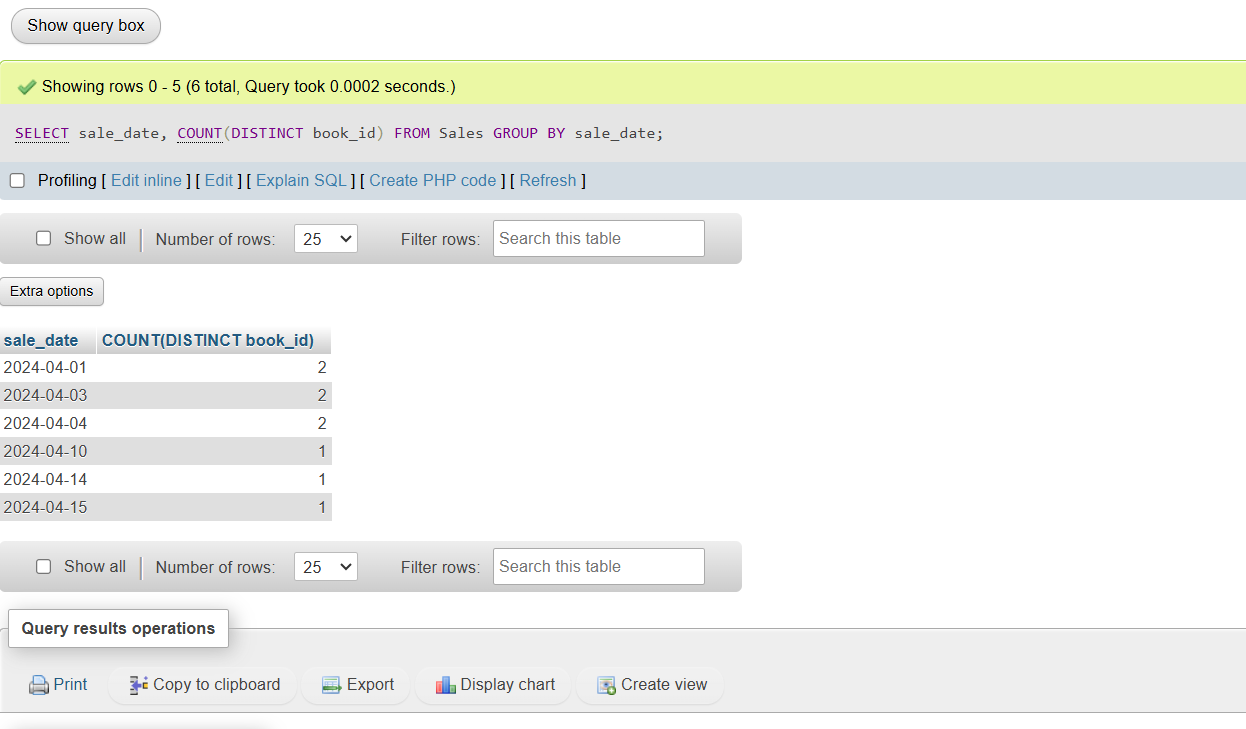 Show query box
Showing rows 0 - 5 (6 total, Query took 0.0002 seconds.)
SELECT sale_date, COUNT(DISTINCT book_id) FROM Sales GROUP BY sale_date;
Profiling [ Edit inline ] [ Edit ] [ Explain SQL ] [ Create PHP code ] [ Refresh ]
Show all Number of rows: 25 Filter rows: Search this table
Extra options
sale_date COUNT(DISTINCT book_id)
2024-04-01 2
2024-04-03 2
2024-04-04 2
2024-04-10 1
2024-04-14 1
2024-04-15 1
Show all Number of rows: 25 Filter rows: Search this table
Query results operations
Print Copy to clipboard Export Display chart Create view